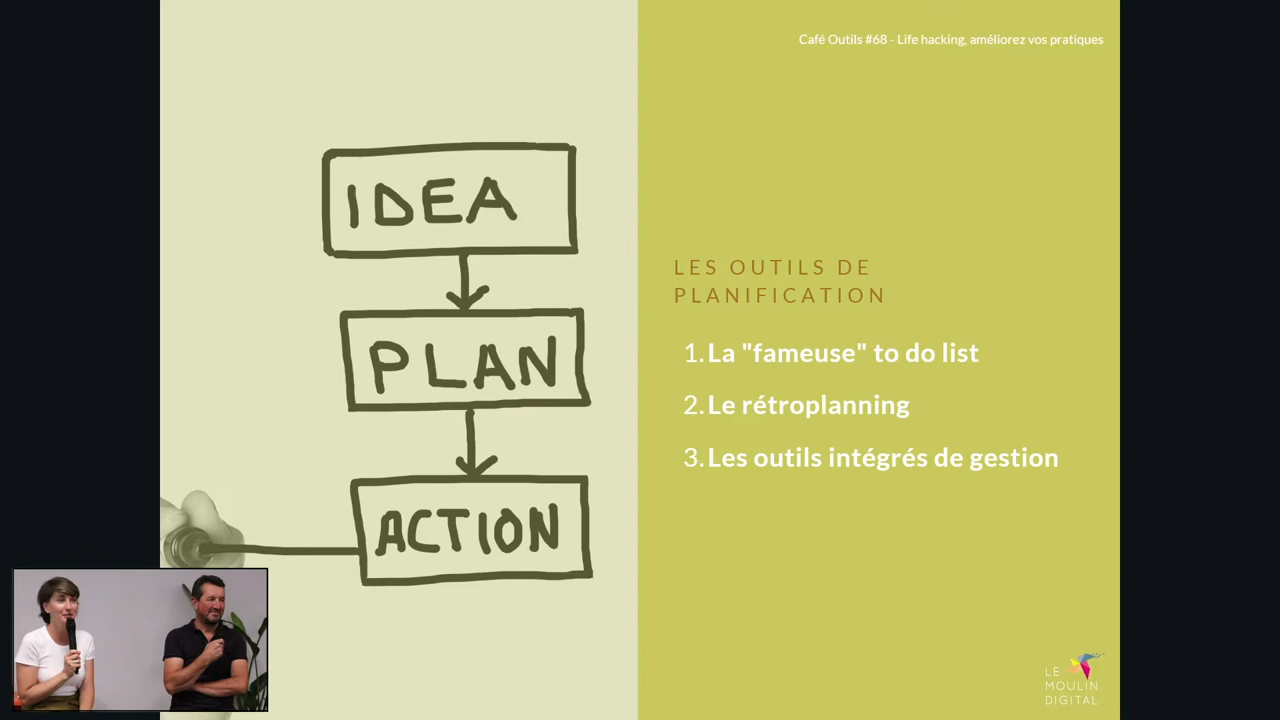 Café Outils #68 - Life hacking, améliorez vos pratiques
IDEA
PLAN
ACTION
LES OUTILS DE
PLANIFICATION
1. La "fameuse" to do list
2. Le rétroplanning
3. Les outils intégrés de gestion
LE
MOULIN
DIGITAL